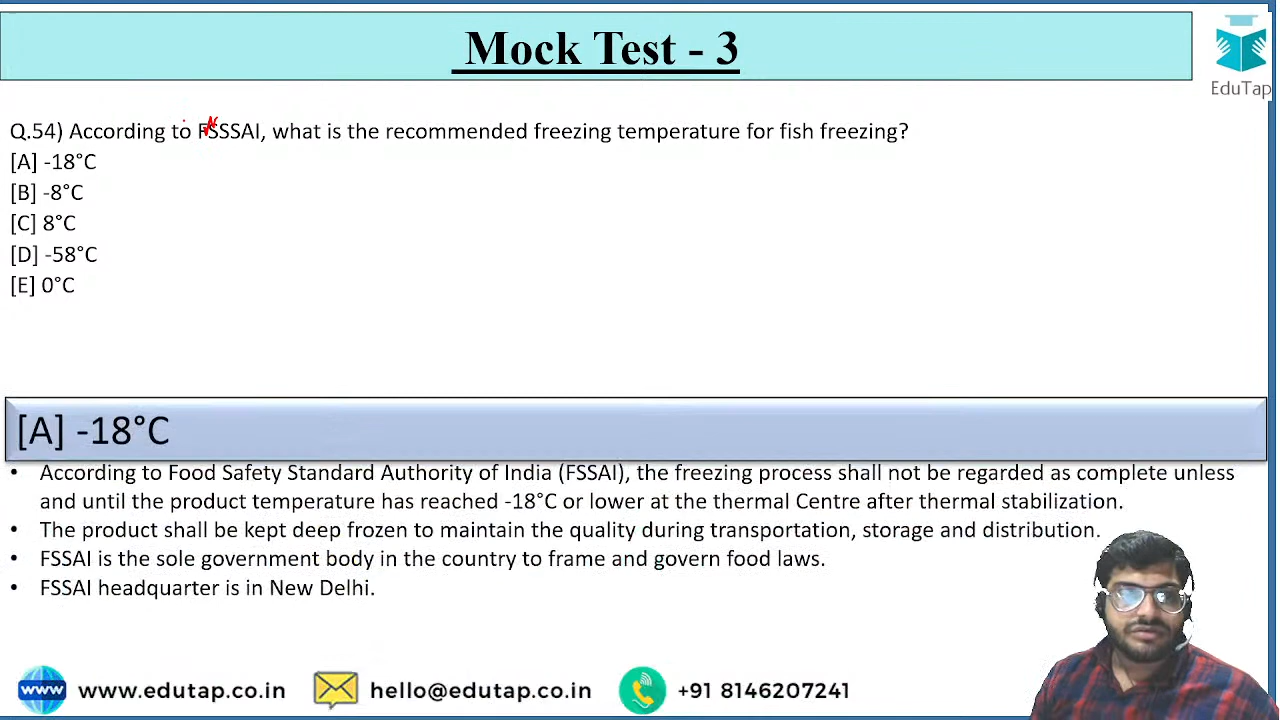 Mock Test - 3
EduTap
Q.54) According to FSSSAI, what is the recommended freezing temperature for fish freezing?
[A] -18°C
[B] -8°C
[C] 8°C
[D] -58°C
[E] 0°C
[A] -18°C
• According to Food Safety Standard Authority of India (FSSAI), the freezing process shall not be regarded as complete unless
and until the product temperature has reached -18°C or lower at the thermal Centre after thermal stabilization.
• The product shall be kept deep frozen to maintain the quality during transportation, storage and distribution.
• FSSAI is the sole government body in the country to frame and govern food laws.
• FSSAI headquarter is in New Delhi.
www www.edutap.co.in hello@edutap.co.in +91 8146207241